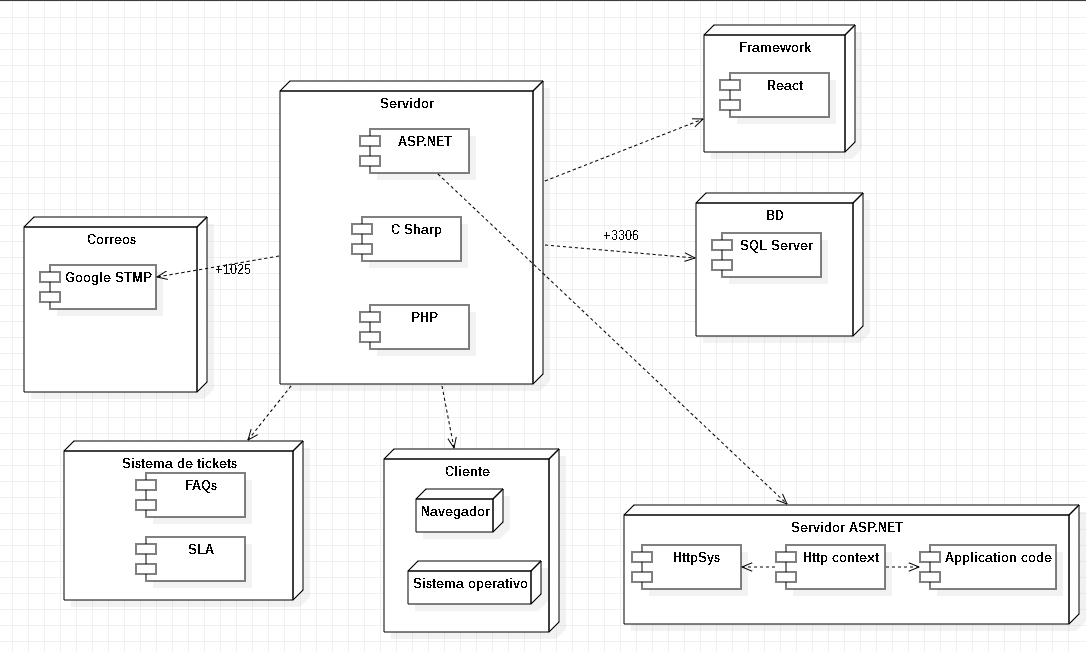 Framework
React
Servidor
ASP.NET
C Sharp
PHP
BD
SQL Server
+3306
Correos
Google STMP
+1025
Sistema de tickets
FAQs
SLA
Cliente
Navegador
Sistema operativo
Servidor ASP.NET
HttpSys
Http context
Application code